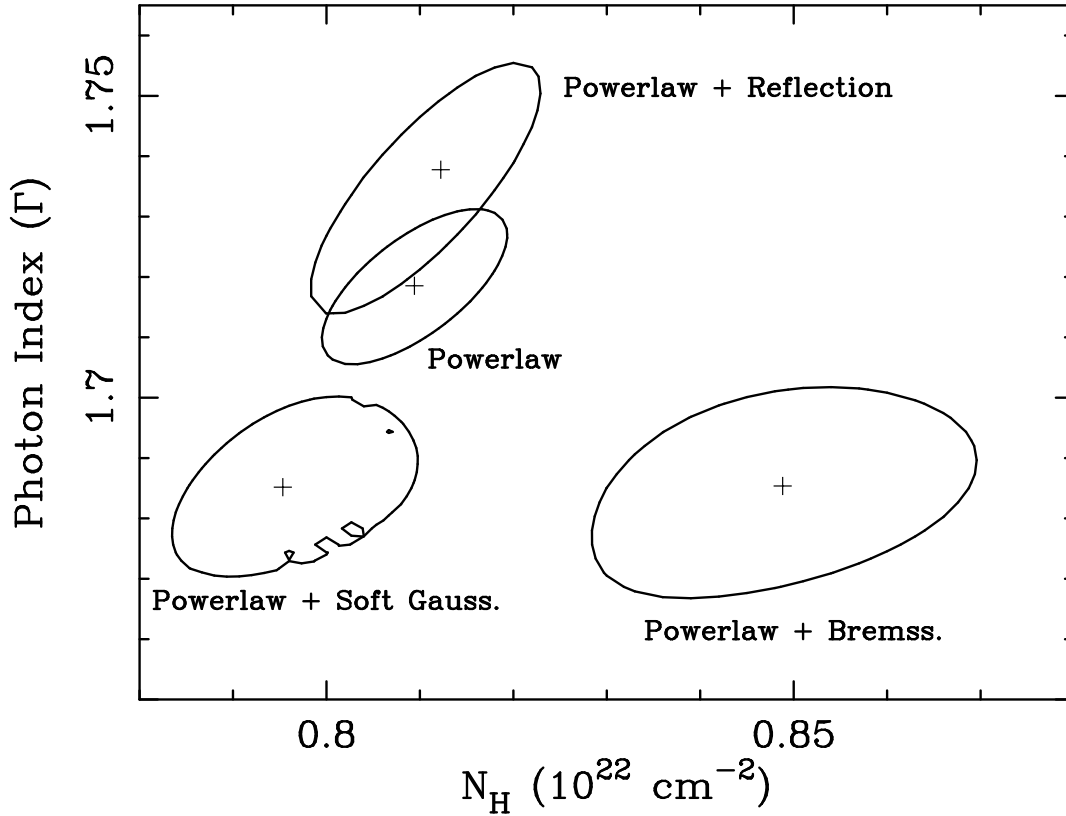 Powerlaw + Reflection
1.75
Photon Index (Γ)
Powerlaw
1.7
Powerlaw + Soft Gauss.
Powerlaw + Bremss.
0.8
0.85
N_H (10^22 cm^−2)